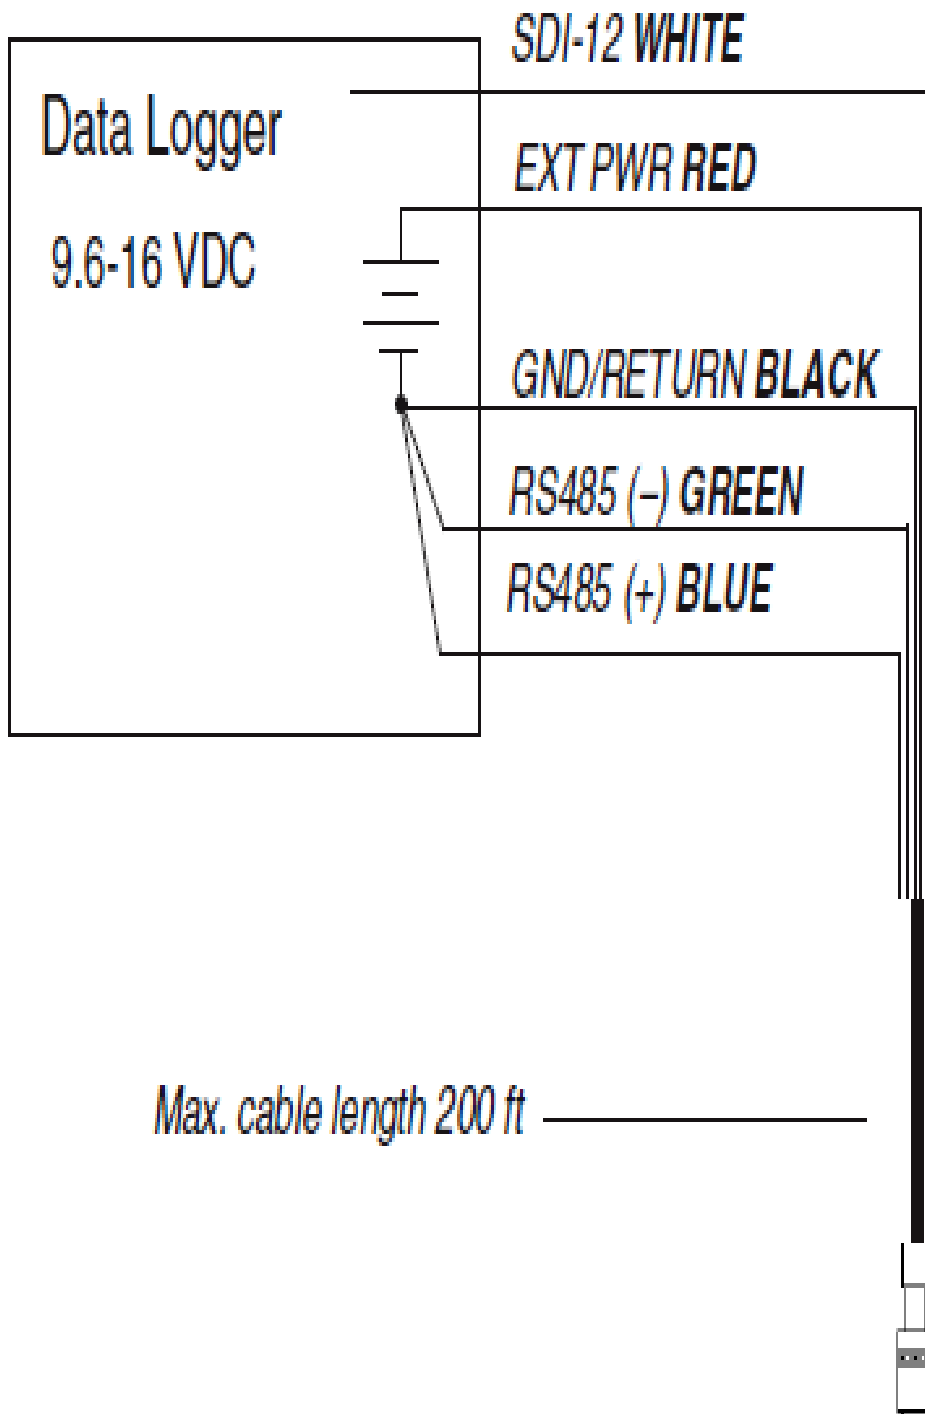 SDI-12 WHITE
Data Logger
EXT PWR RED
9.6-16 VDC
GND/RETURN BLACK
RS485 (–) GREEN
RS485 (+) BLUE
Max. cable length 200 ft